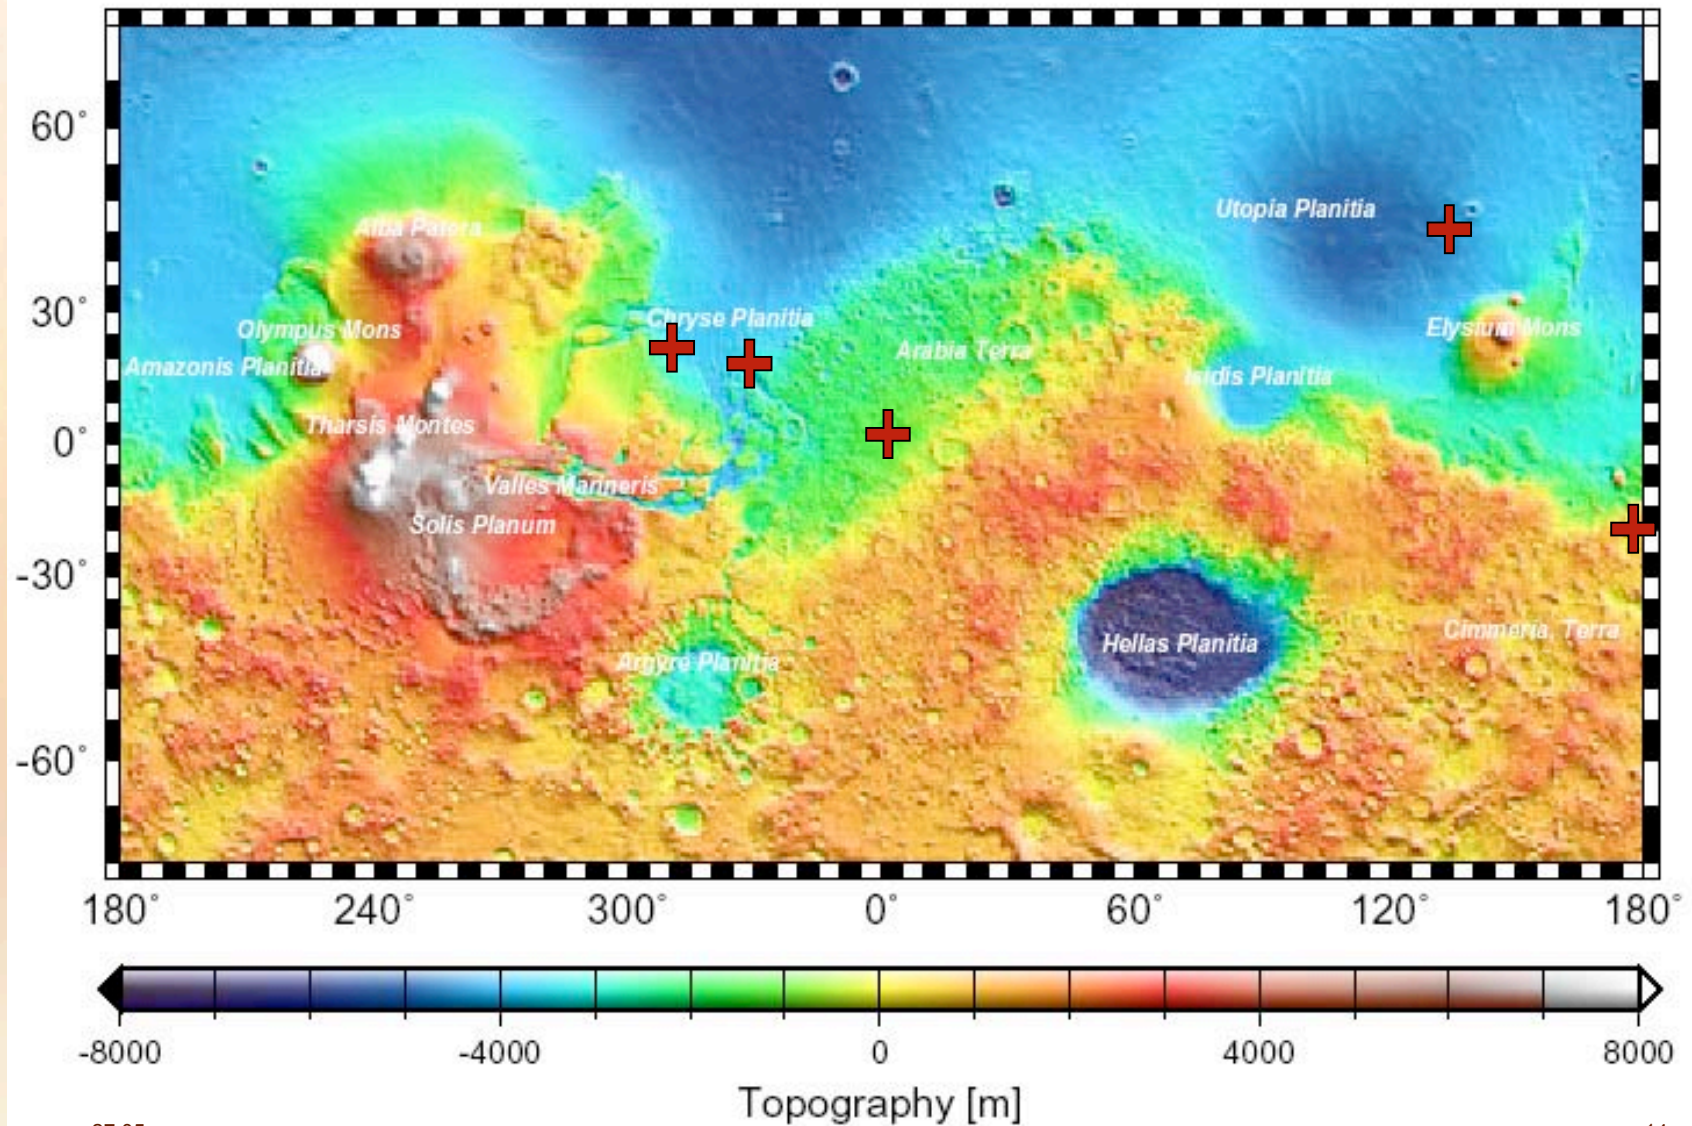 60°
30°
0°
-30°
-60°
Alba Patera
Utopia Planitia
Olympus Mons
Chryse Planitia
Elysium Mons
Amazonis Planitia
Arabia Terra
Isidis Planitia
Tharsis Montes
Valles Marineris
Solis Planum
Cimmeria Terra
Hellas Planitia
Argyre Planitia
180° 240° 300° 0° 60° 120° 180°
-8000 -4000 0 4000 8000
Topography [m]